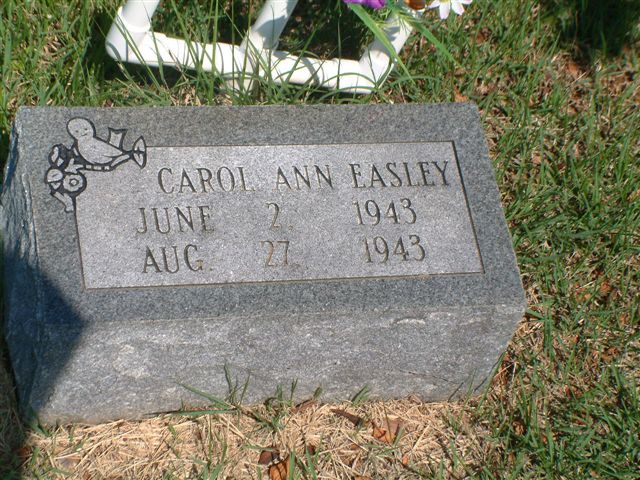 CAROL ANN EASLEY
JUNE 2, 1943
AUG. 27, 1943